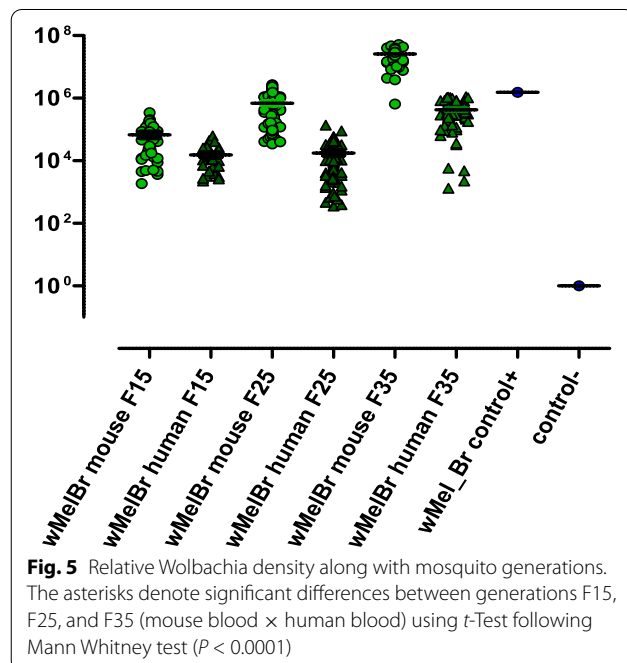 10⁸
10⁶
10⁴
10²
10⁰
wMelBr mouse F15
wMelBr human F15
wMelBr mouse F25
wMelBr human F25
wMelBr mouse F35
wMelBr human F35
wMel_Br control+
control-
Fig. 5 Relative Wolbachia density along with mosquito generations.
The asterisks denote significant differences between generations F15,
F25, and F35 (mouse blood × human blood) using t-Test following
Mann Whitney test (P < 0.0001)